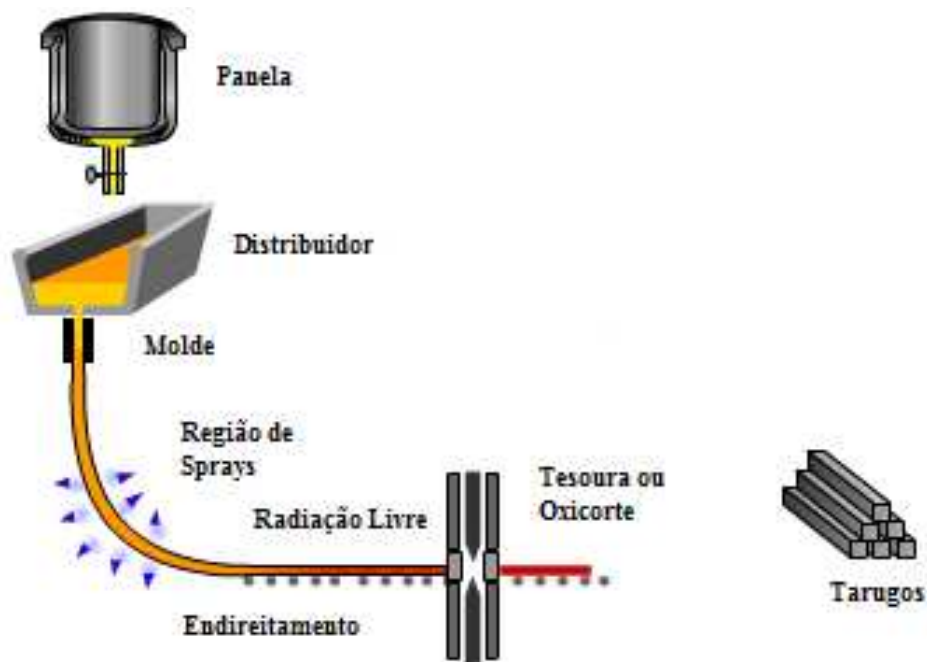 Panela
Distribuidor
Molde
Região de
Sprays
Radiação Livre
Tesoura ou
Oxicorte
Endireitamento
Tarugos